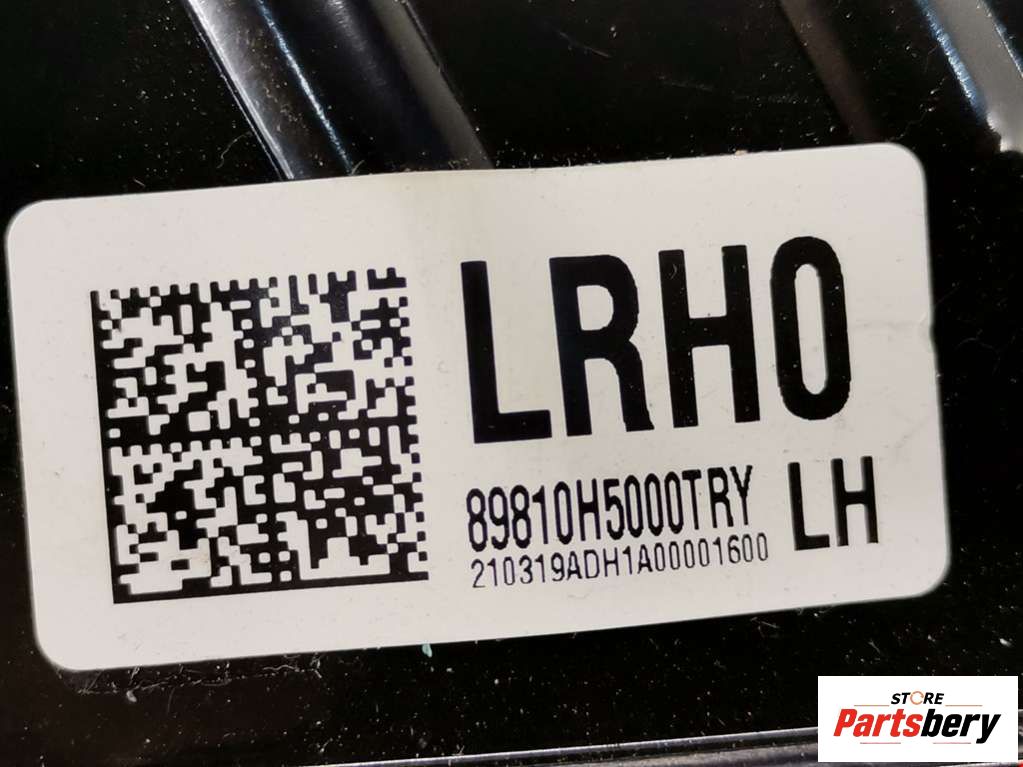 LRH0
89810H5000TRY LH
210319ADH1A00001600
STORE
Partsbery